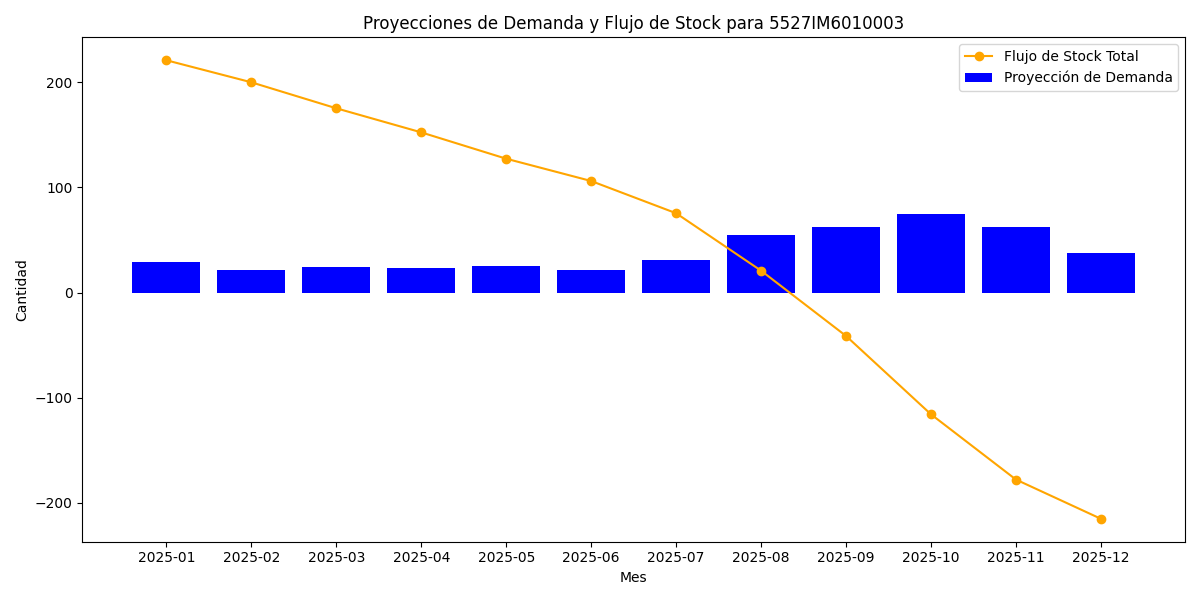 Proyecciones de Demanda y Flujo de Stock para 5527IM6010003
Flujo de Stock Total
Proyección de Demanda
Cantidad
200
100
0
−100
−200
2025-01 2025-02 2025-03 2025-04 2025-05 2025-06 2025-07 2025-08 2025-09 2025-10 2025-11 2025-12
Mes